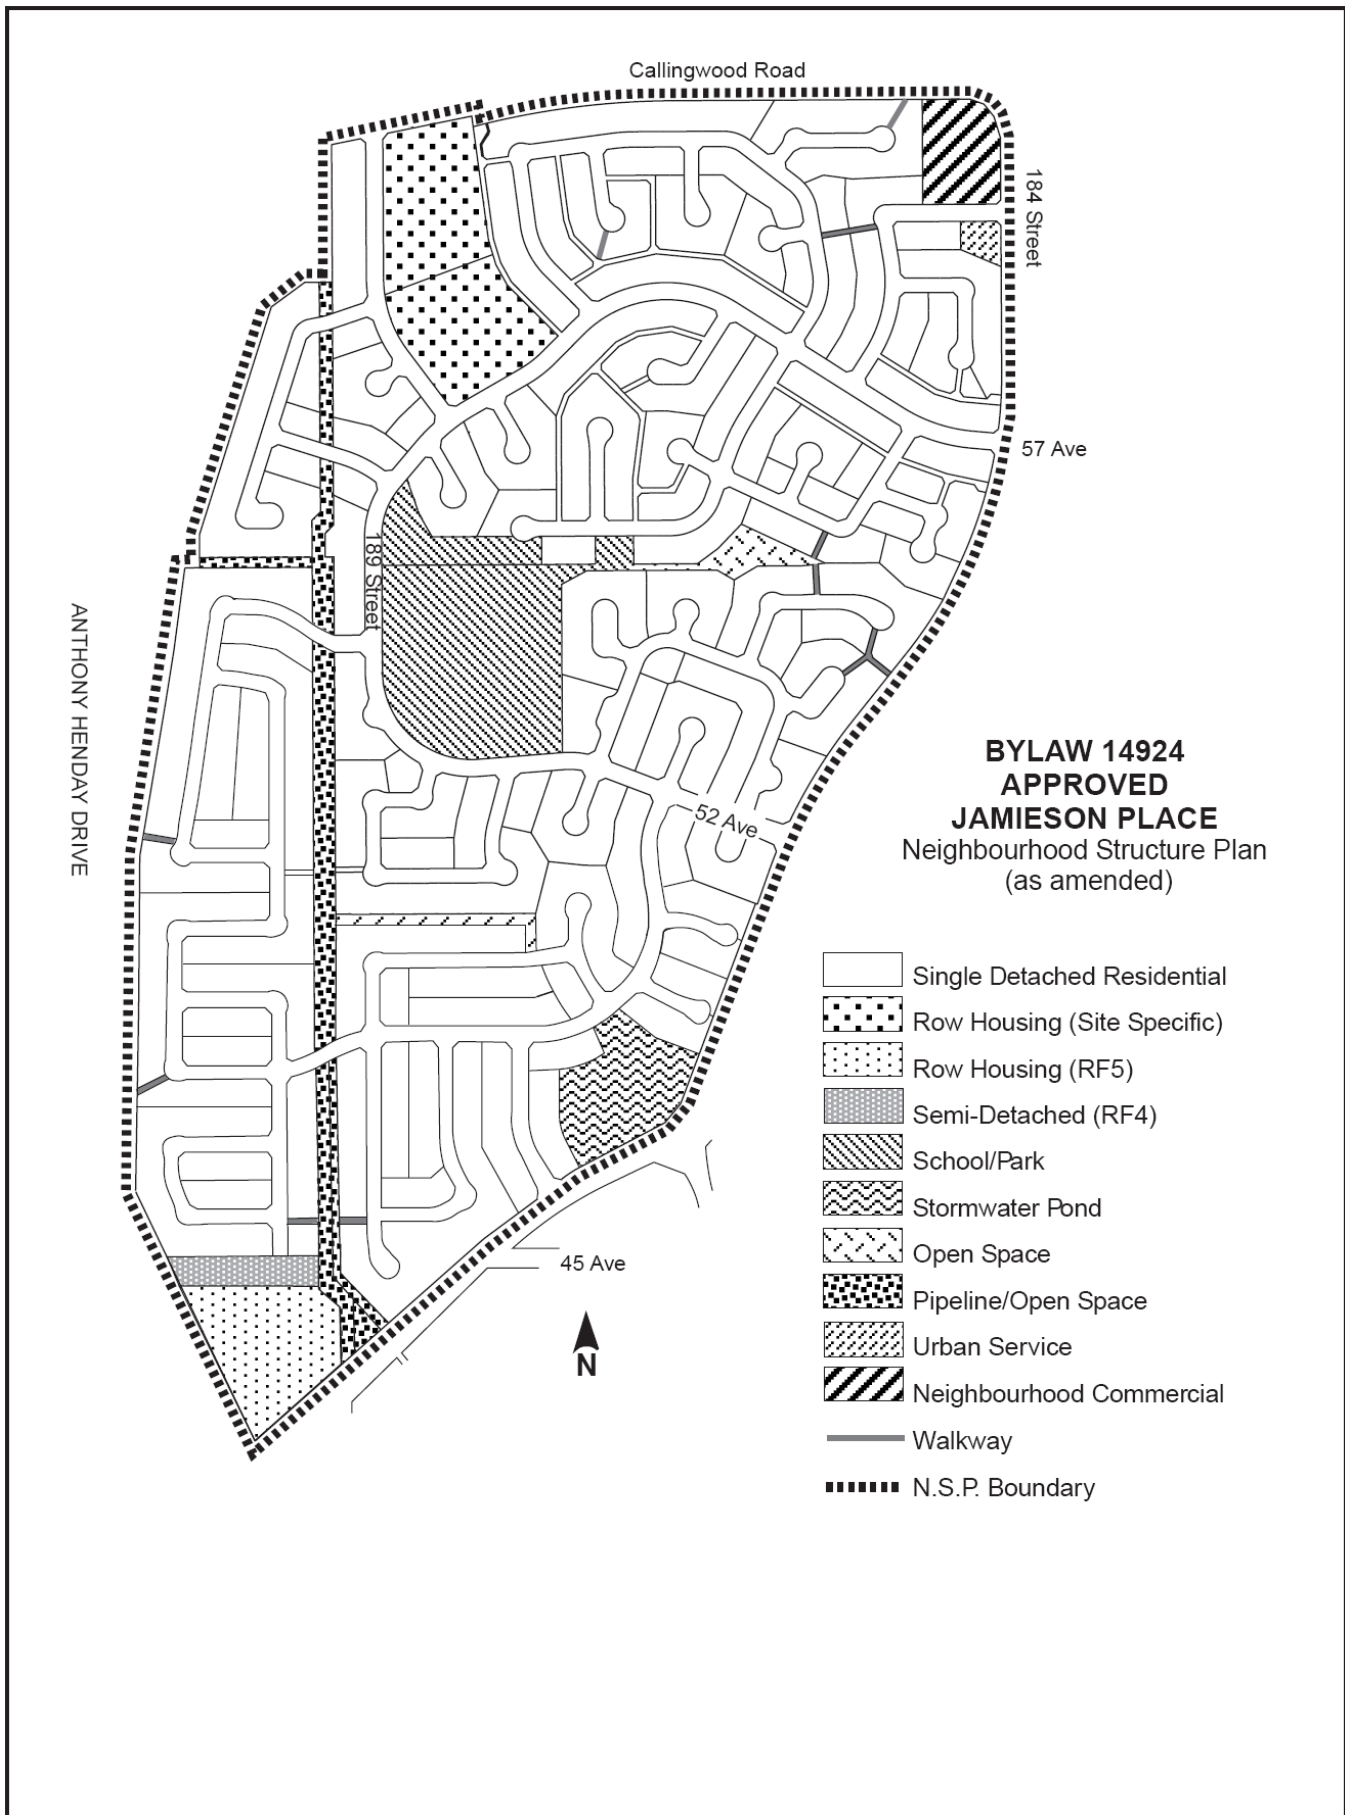 Callingwood Road
184 Street
57 Ave
189 Street
ANTHONY HENDAY DRIVE
52 Ave
BYLAW 14924
APPROVED
JAMIESON PLACE
Neighbourhood Structure Plan
(as amended)
Single Detached Residential
Row Housing (Site Specific)
Row Housing (RF5)
Semi-Detached (RF4)
School/Park
Stormwater Pond
Open Space
Pipeline/Open Space
Urban Service
Neighbourhood Commercial
Walkway
N.S.P. Boundary
45 Ave
N